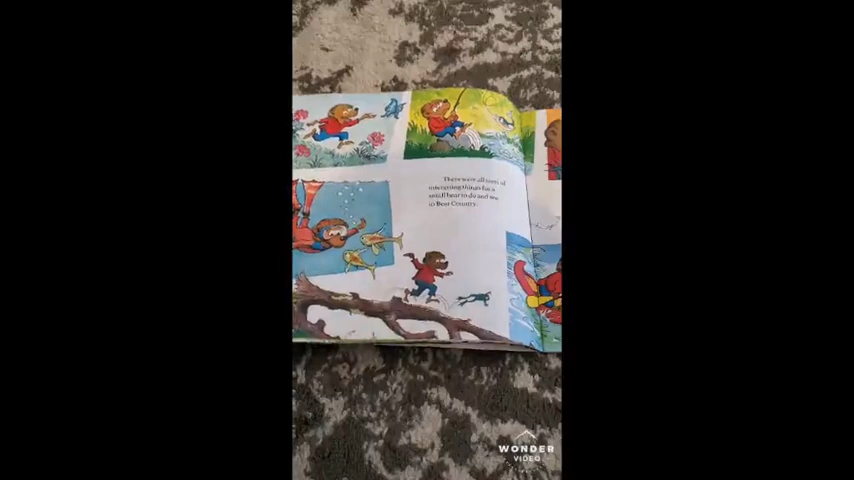 There were all sorts of
interesting things for a
small bear to do and see
in Bear Country.
WONDER
VIDEO